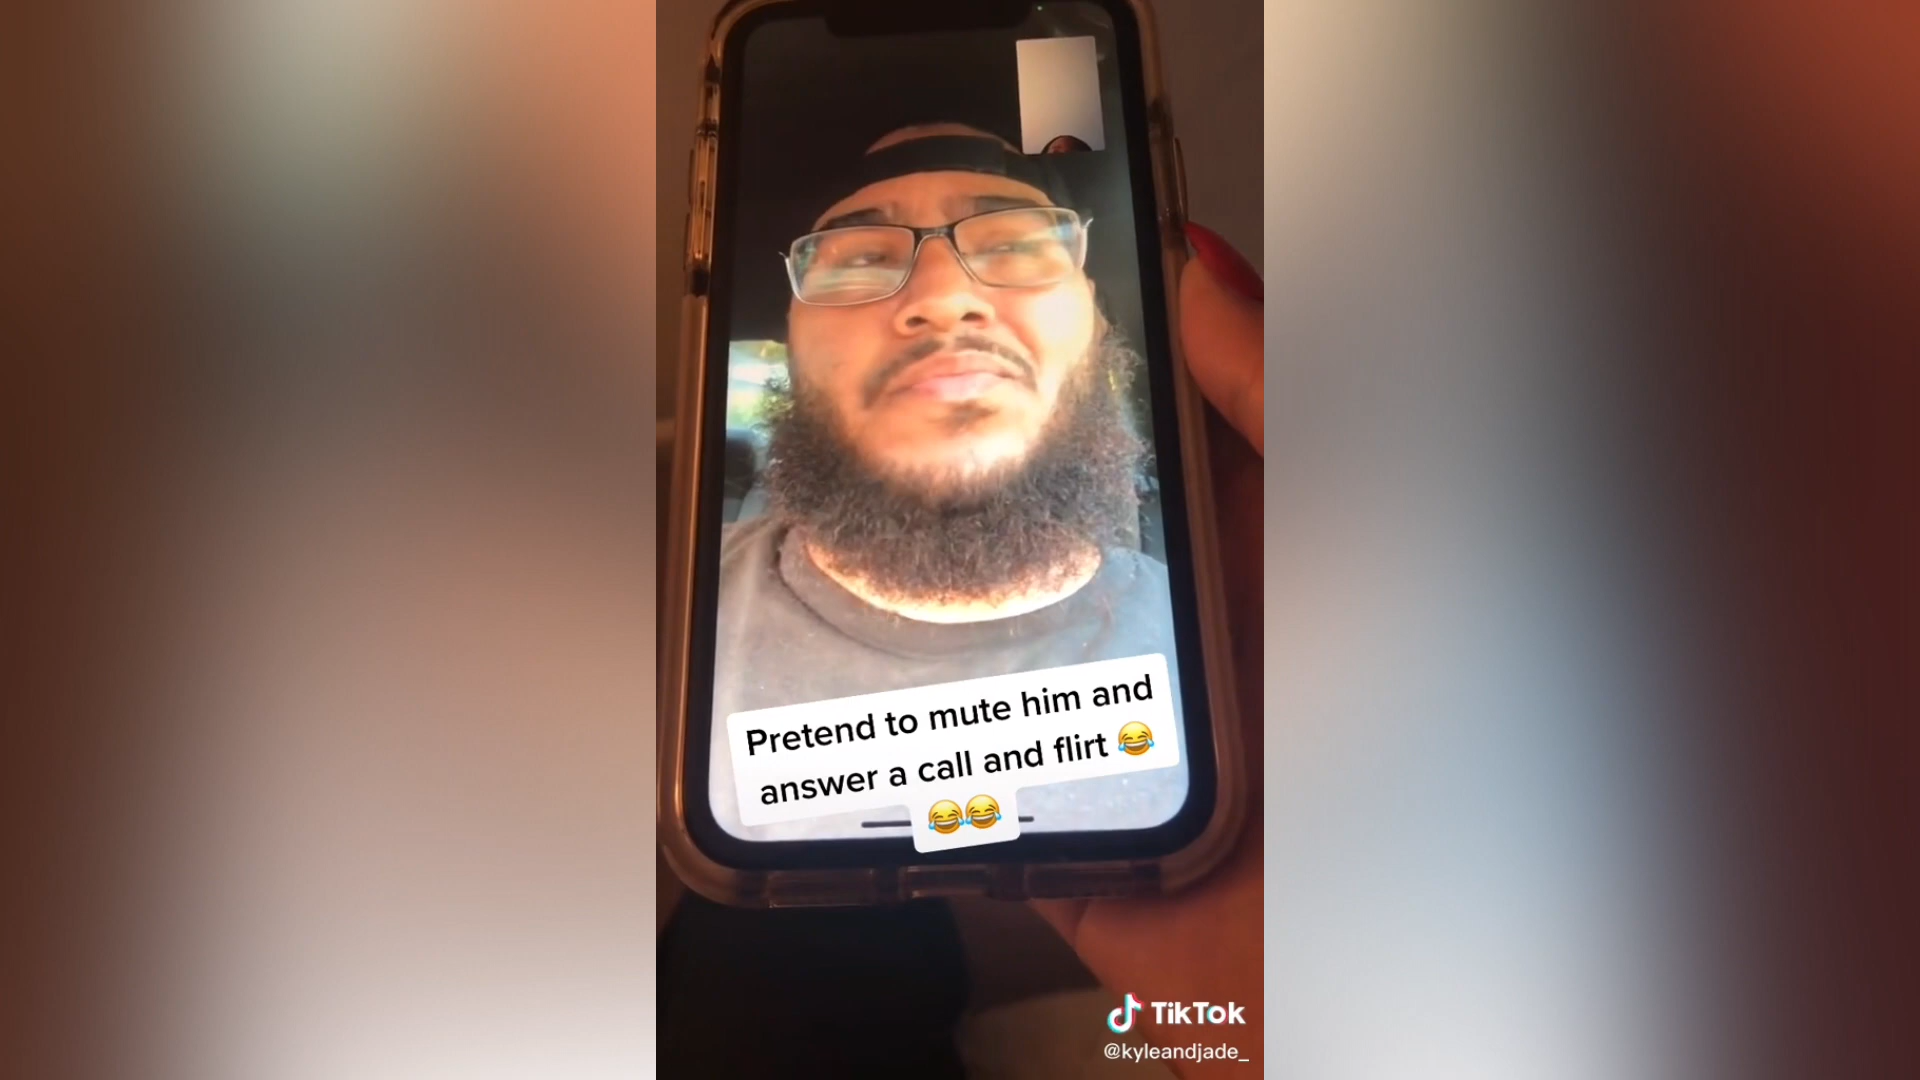 Pretend to mute him and
answer a call and flirt 😂
😂😂
TikTok
@kyleandjade_